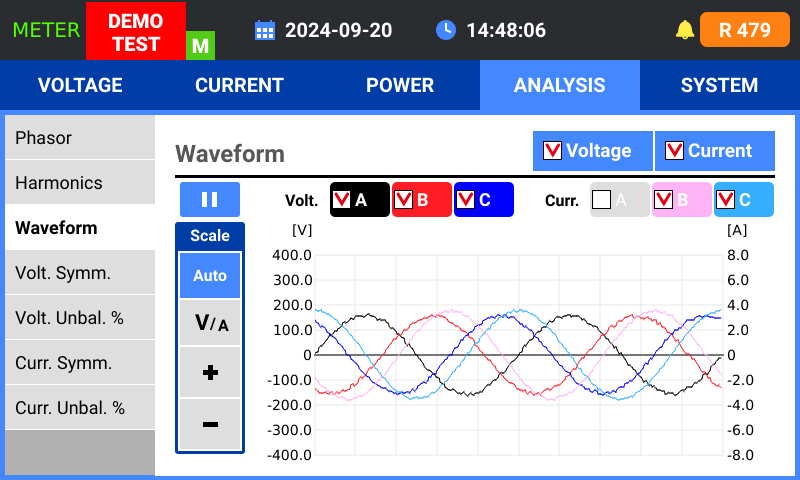 METER
DEMO
TEST
M
2024-09-20
14:48:06
R 479
VOLTAGE
CURRENT
POWER
ANALYSIS
SYSTEM
Phasor
Harmonics
Waveform
Volt. Symm.
Volt. Unbal. %
Curr. Symm.
Curr. Unbal. %
Waveform
Voltage
Current
Volt.
A
B
C
Curr.
A
B
C
Scale
Auto
V/A
+
−
[V]
400.0
300.0
200.0
100.0
0
-100.0
-200.0
-300.0
-400.0
[A]
8.0
6.0
4.0
2.0
0
-2.0
-4.0
-6.0
-8.0